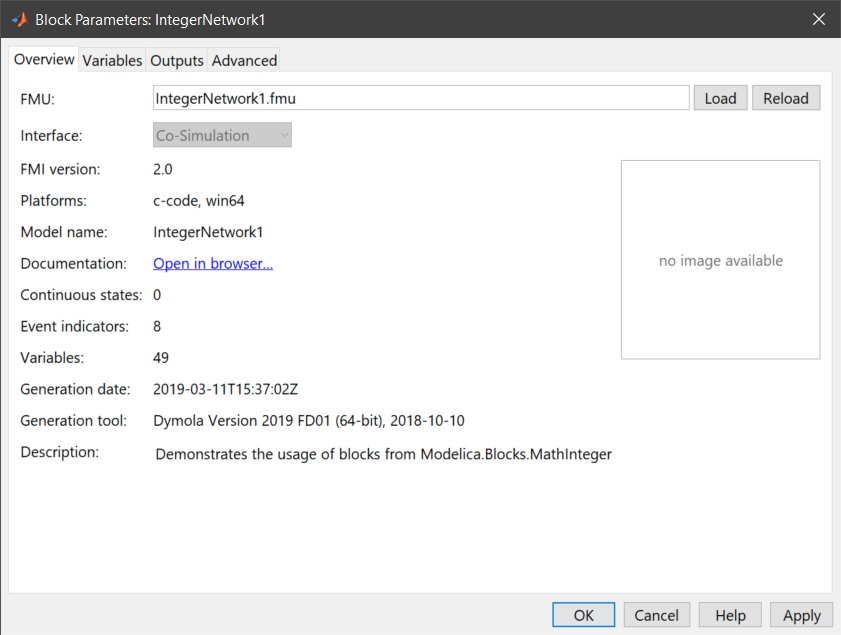 Block Parameters: IntegerNetwork1
Overview Variables Outputs Advanced
FMU: IntegerNetwork1.fmu Load Reload
Interface: Co-Simulation
FMI version: 2.0
Platforms: c-code, win64
Model name: IntegerNetwork1
Documentation: Open in browser...
no image available
Continuous states: 0
Event indicators: 8
Variables: 49
Generation date: 2019-03-11T15:37:02Z
Generation tool: Dymola Version 2019 FD01 (64-bit), 2018-10-10
Description: Demonstrates the usage of blocks from Modelica.Blocks.MathInteger
OK Cancel Help Apply